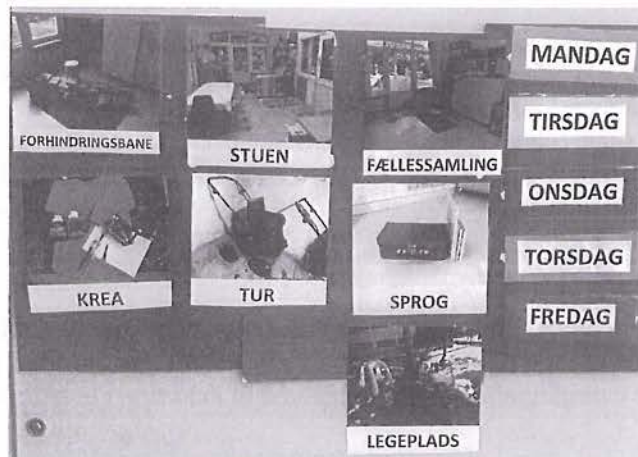 FORHINDRINGSBANE
STUEN
FÆLLESSAMLING
KREA
TUR
SPROG
LEGEPLADS
MANDAG
TIRSDAG
ONSDAG
TORSDAG
FREDAG